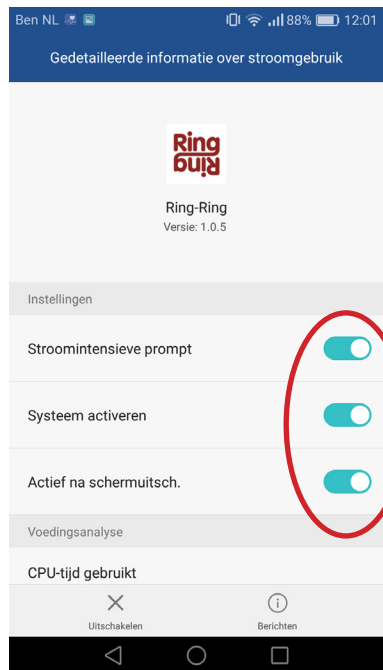 Ben NL 88% 12:01
Gedetailleerde informatie over stroomgebruik
Ring
Ring
Ring-Ring
Versie: 1.0.5
Instellingen
Stroomintensieve prompt
Systeem activeren
Actief na schermuitsch.
Voedingsanalyse
CPU-tijd gebruikt
Uitschakelen Berichten